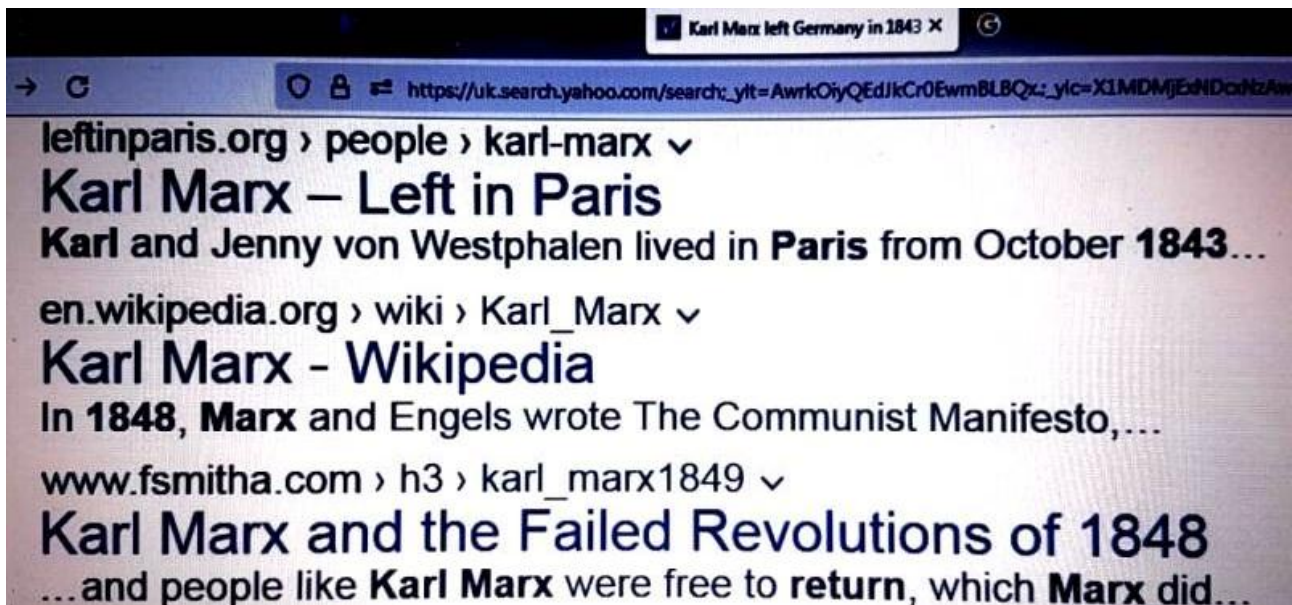 Karl Marx left Germany in 1843 ×
https://uk.search.yahoo.com/search;_ylt=
leftinparis.org › people › karl-marx
Karl Marx – Left in Paris
Karl and Jenny von Westphalen lived in Paris from October 1843...
en.wikipedia.org › wiki › Karl_Marx
Karl Marx - Wikipedia
In 1848, Marx and Engels wrote The Communist Manifesto,...
www.fsmitha.com › h3 › karl_marx1849
Karl Marx and the Failed Revolutions of 1848
...and people like Karl Marx were free to return, which Marx did...